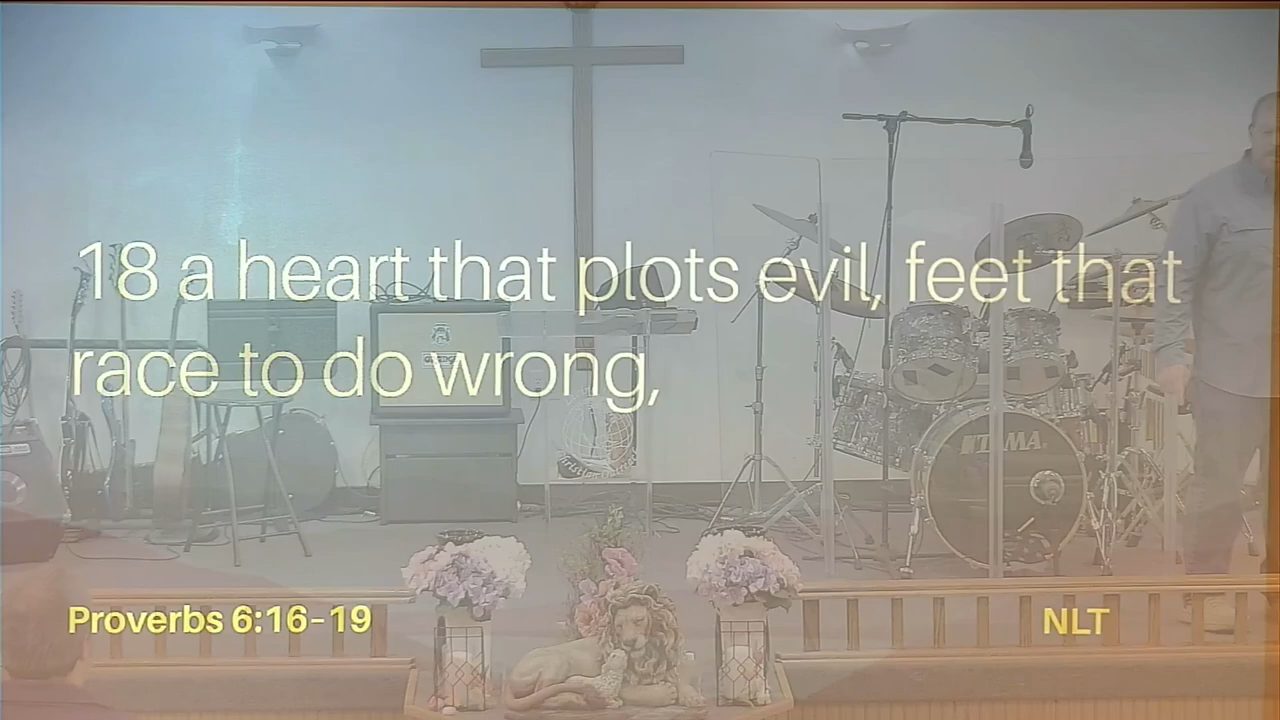 18 a heart that plots evil, feet that
race to do wrong,
Proverbs 6:16-19
NLT
TAMA